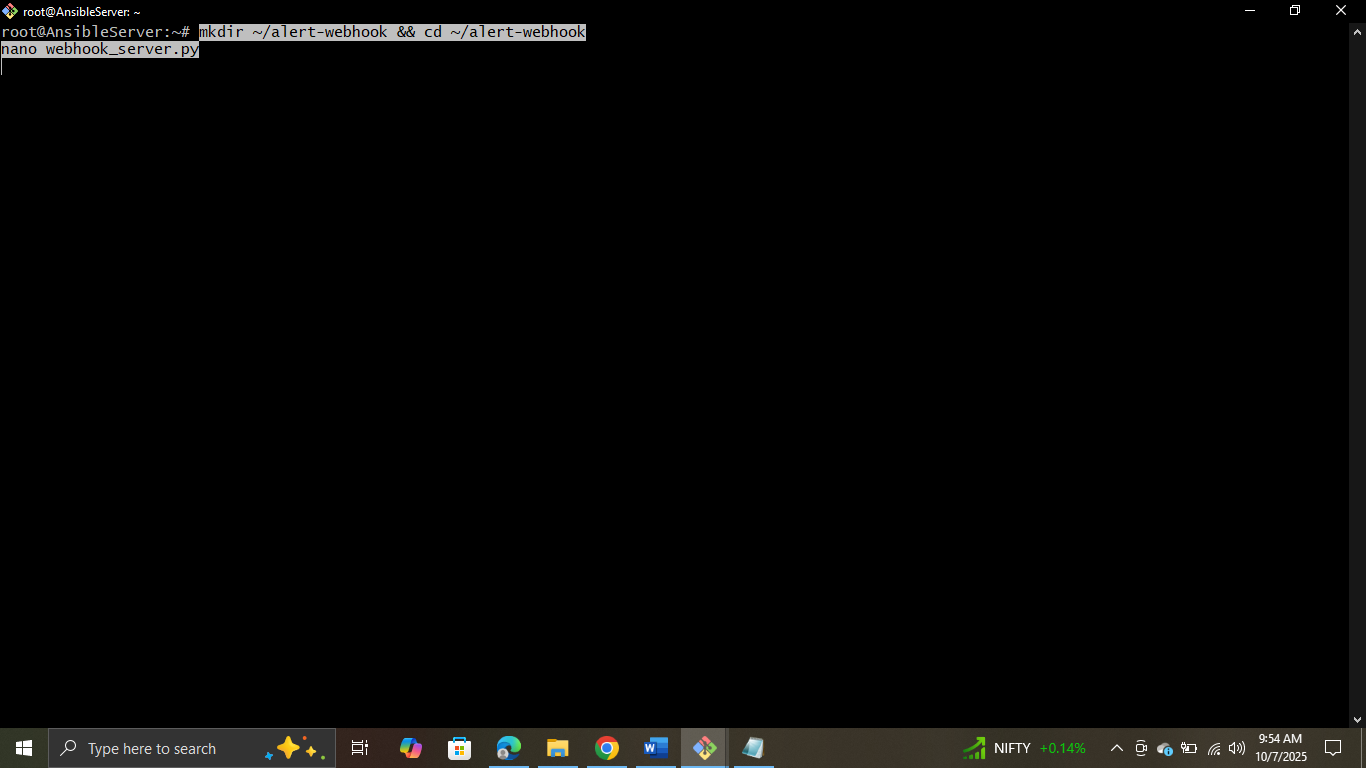 root@AnsibleServer: ~
root@AnsibleServer:~# mkdir ~/alert-webhook && cd ~/alert-webhook
nano webhook_server.py
Type here to search
NIFTY +0.14%
9:54 AM
10/7/2025